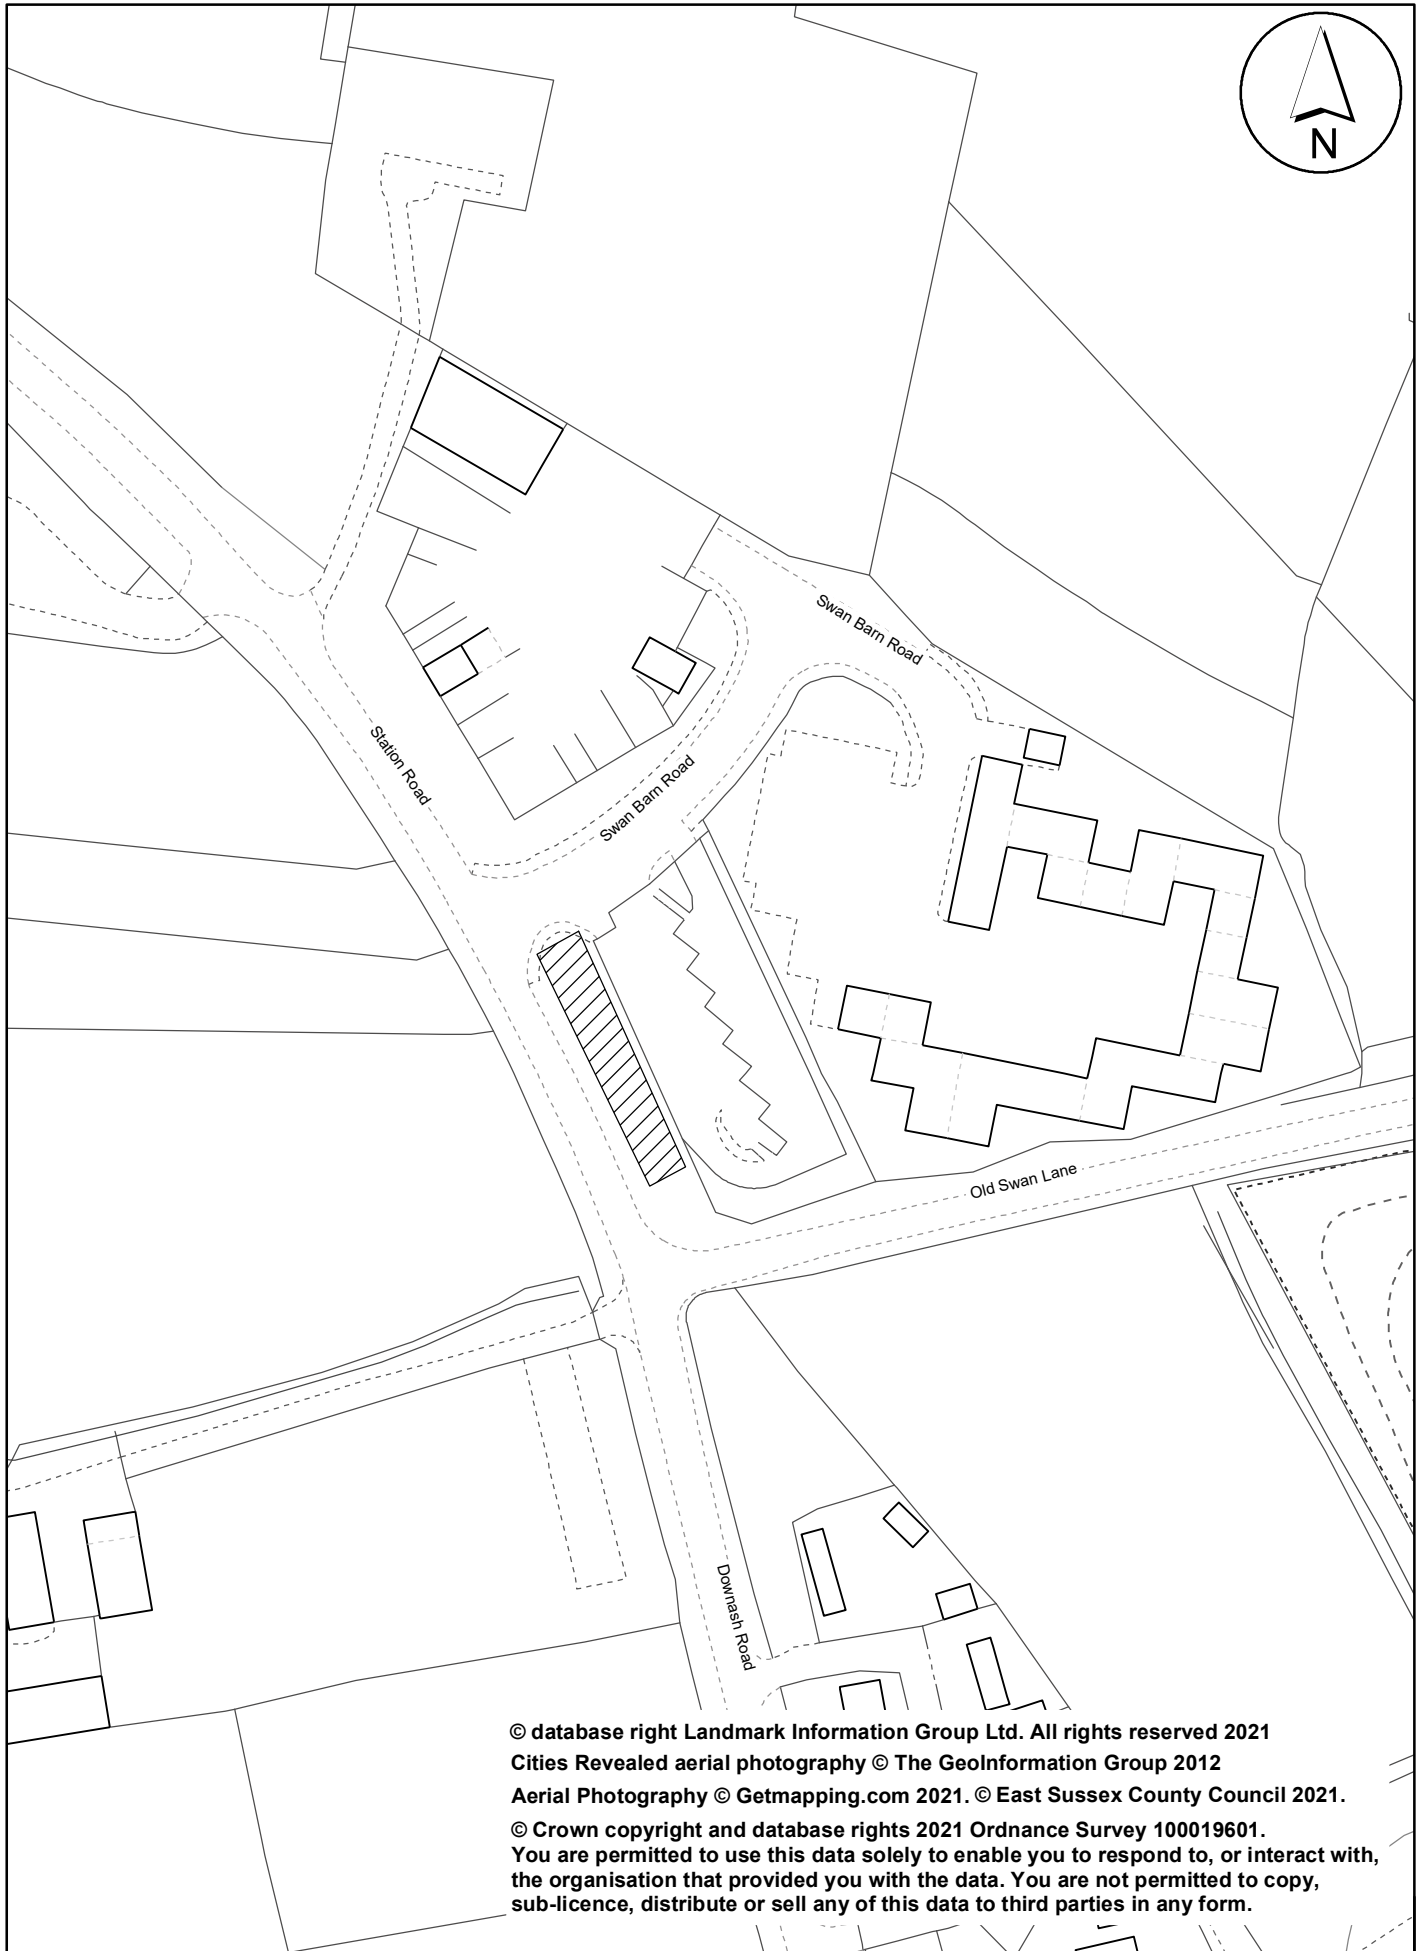 N
Swan Barn Road
Station Road
Swan Barn Road
Old Swan Lane
Downash Road
© database right Landmark Information Group Ltd. All rights reserved 2021
Cities Revealed aerial photography © The GeoInformation Group 2012
Aerial Photography © Getmapping.com 2021. © East Sussex County Council 2021.
© Crown copyright and database rights 2021 Ordnance Survey 100019601.
You are permitted to use this data solely to enable you to respond to, or interact with,
the organisation that provided you with the data. You are not permitted to copy,
sub-licence, distribute or sell any of this data to third parties in any form.